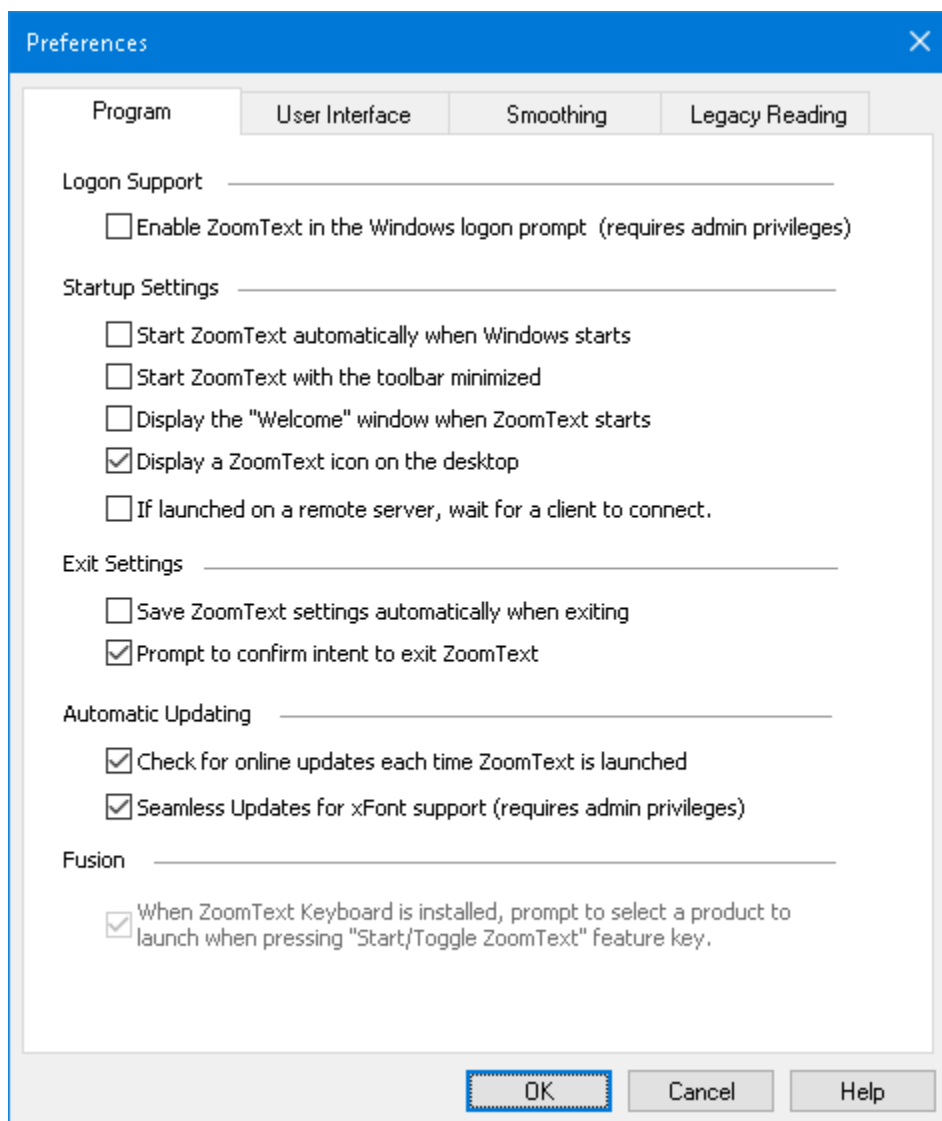 Preferences
Program
User Interface
Smoothing
Legacy Reading
Logon Support
Enable ZoomText in the Windows logon prompt  (requires admin privileges)
Startup Settings
Start ZoomText automatically when Windows starts
Start ZoomText with the toolbar minimized
Display the "Welcome" window when ZoomText starts
Display a ZoomText icon on the desktop
If launched on a remote server, wait for a client to connect.
Exit Settings
Save ZoomText settings automatically when exiting
Prompt to confirm intent to exit ZoomText
Automatic Updating
Check for online updates each time ZoomText is launched
Seamless Updates for xFont support (requires admin privileges)
Fusion
When ZoomText Keyboard is installed, prompt to select a product to
launch when pressing "Start/Toggle ZoomText" feature key.
OK
Cancel
Help